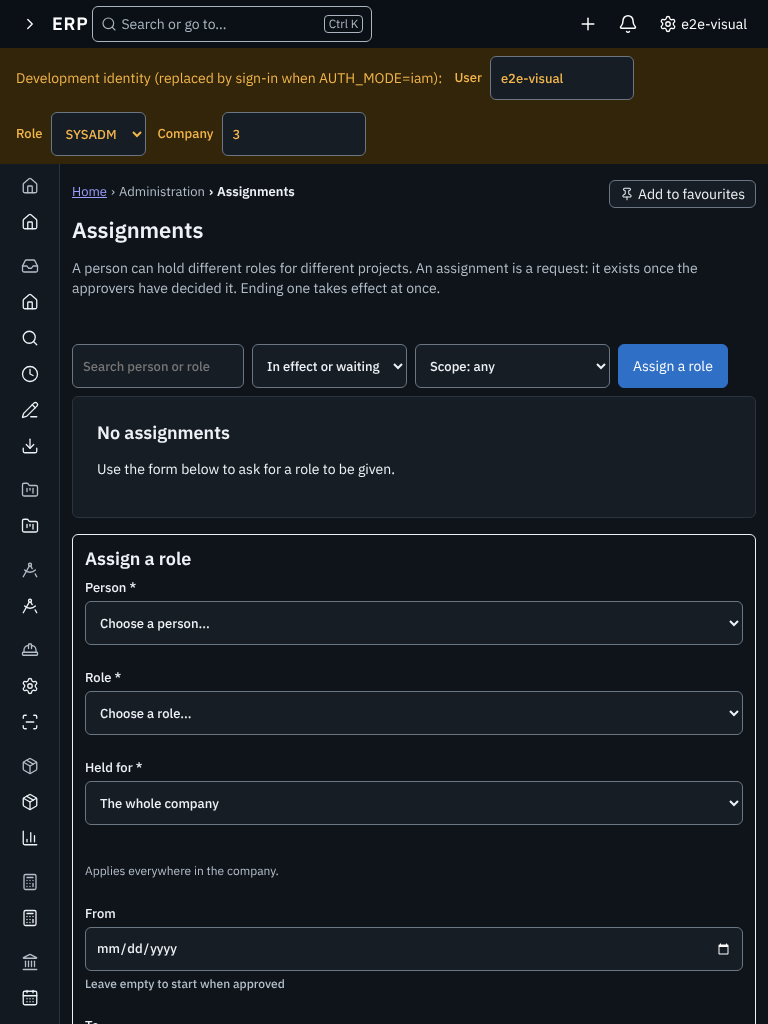 ERP
Search or go to...
Ctrl K
e2e-visual
Development identity (replaced by sign-in when AUTH_MODE=iam):
User
e2e-visual
Role
SYSADM
Company
3
Home › Administration › Assignments
Add to favourites
Assignments
A person can hold different roles for different projects. An assignment is a request: it exists once the
approvers have decided it. Ending one takes effect at once.
Search person or role
In effect or waiting
Scope: any
Assign a role
No assignments
Use the form below to ask for a role to be given.
Assign a role
Person *
Choose a person...
Role *
Choose a role...
Held for *
The whole company
Applies everywhere in the company.
From
mm/dd/yyyy
Leave empty to start when approved